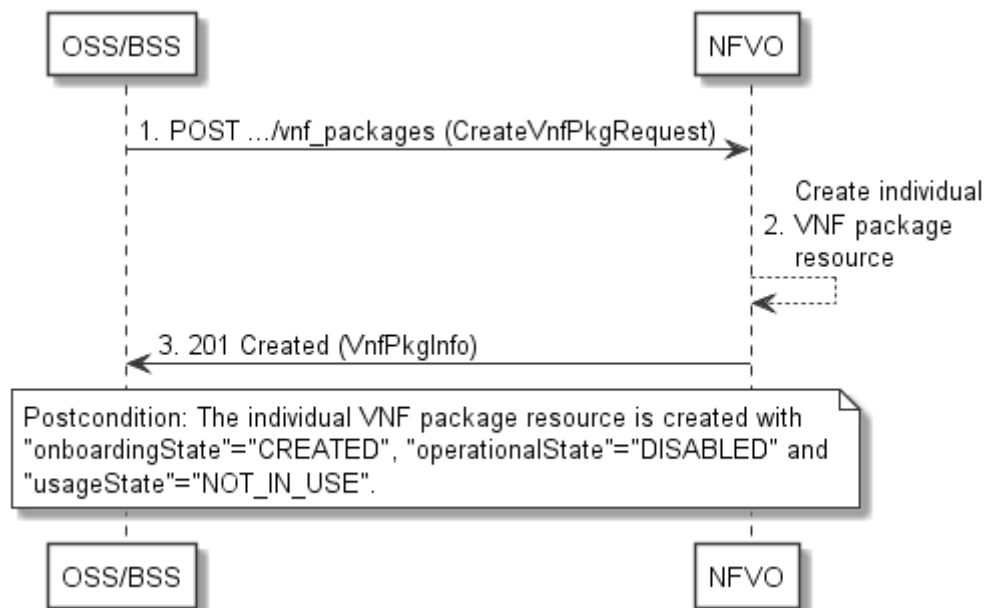 OSS/BSS
NFVO
1. POST .../vnf_packages (CreateVnfPkgRequest)
Create individual
2. VNF package
resource
3. 201 Created (VnfPkgInfo)
Postcondition: The individual VNF package resource is created with
"onboardingState"="CREATED", "operationalState"="DISABLED" and
"usageState"="NOT_IN_USE".
OSS/BSS
NFVO